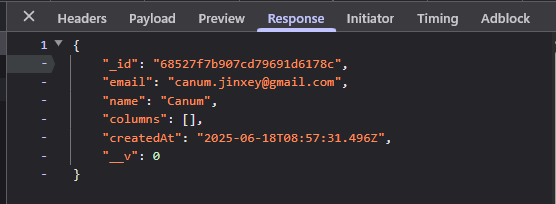 Headers Payload Preview Response Initiator Timing Adblock
1 {
- "_id": "68527f7b907cd79691d6178c",
- "email": "canum.jinxey@gmail.com",
- "name": "Canum",
- "columns": [],
- "createdAt": "2025-06-18T08:57:31.496Z",
- "__v": 0
- }